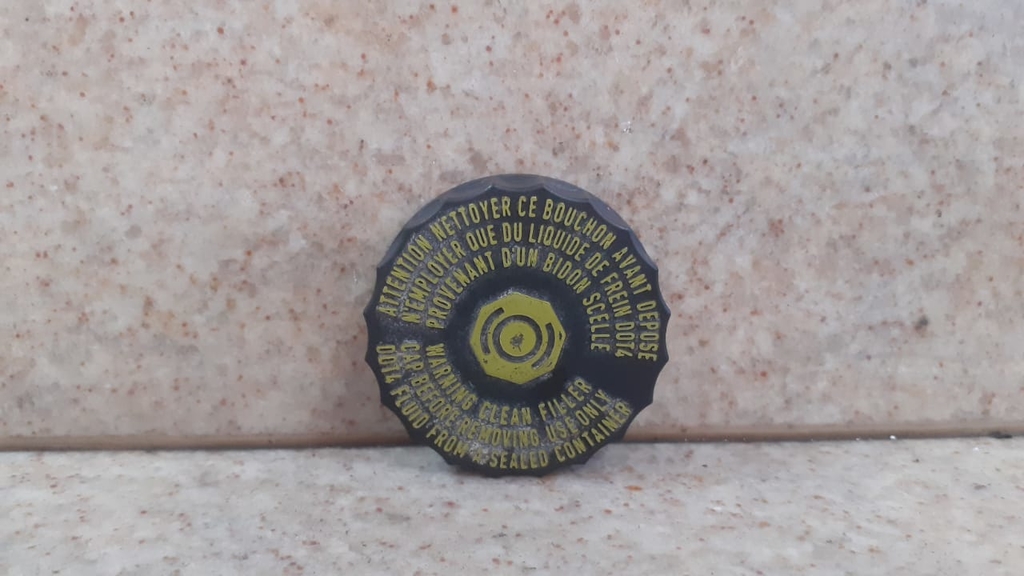 ATTENTION NETTOYER CE BOUCHON AVANT DEPOSE
N'EMPLOYER QUE DU LIQUIDE DE FREIN DOT4
PROVENANT D'UN BIDON SCELLE
WARNING CLEAN FILLER
CAP BEFORE REMOVING USE ONLY
DOT4 FLUID FROM A SEALED CONTAINER